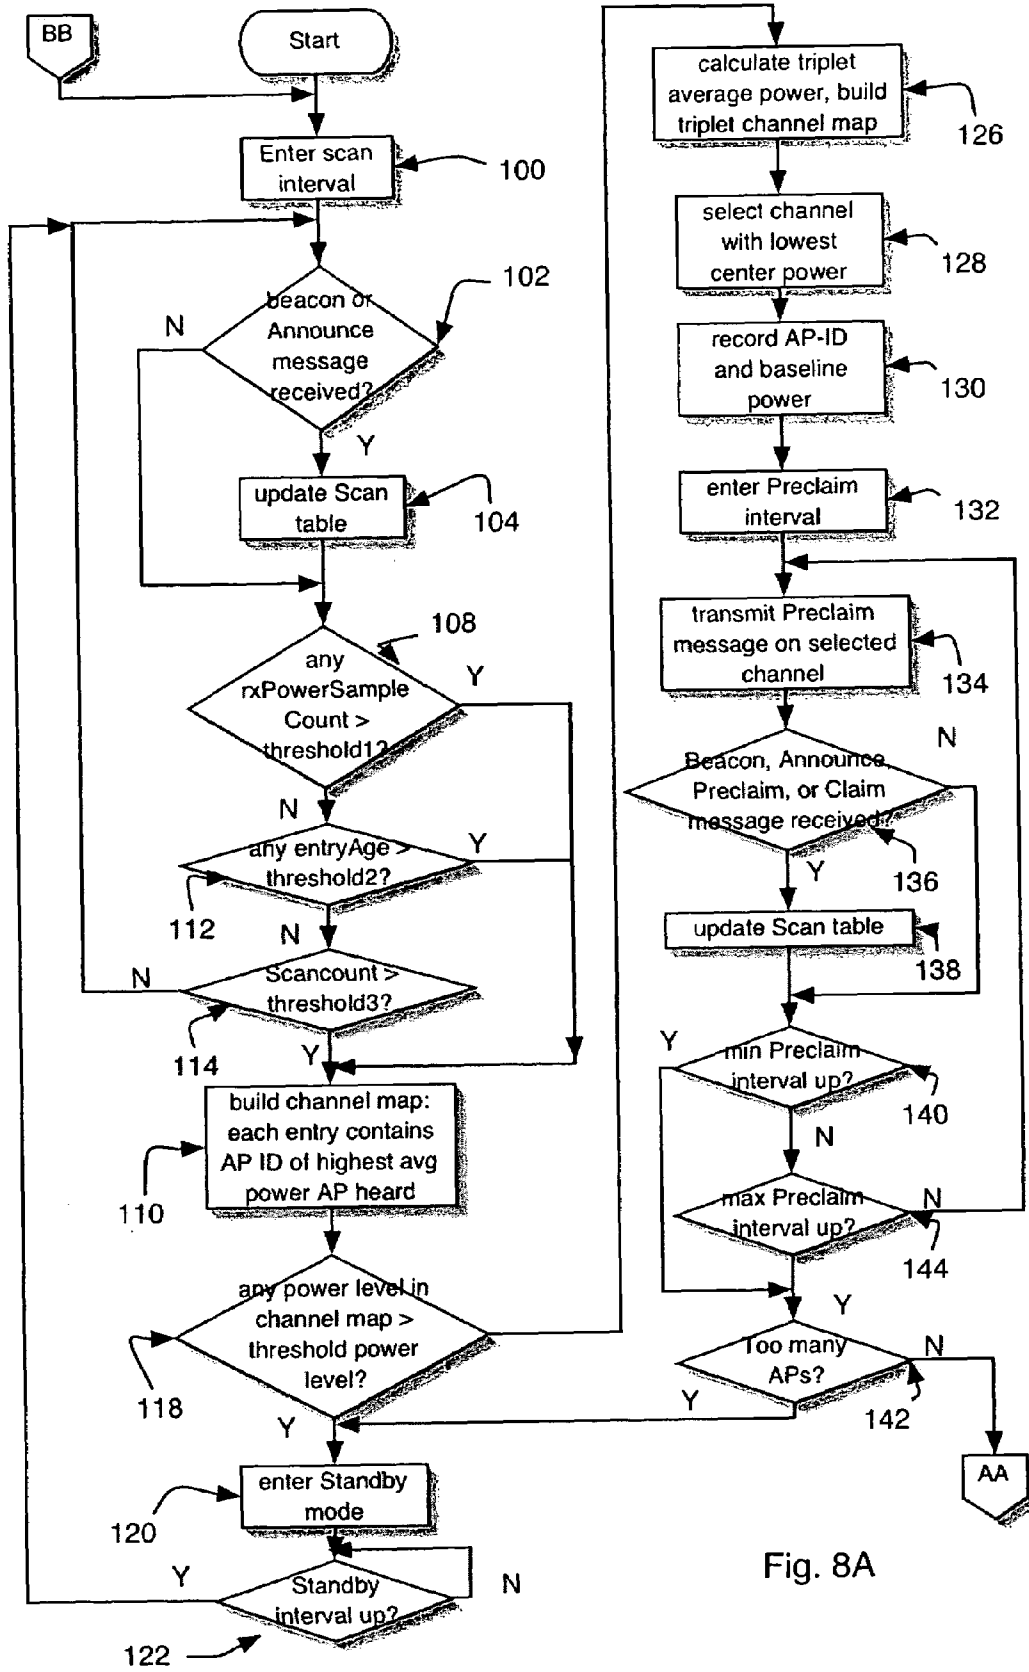 BB
Start
Enter scan
interval
100
beacon or
Announce
message
received?
102
N
Y
update Scan
table
104
108
any
rxPowerSample
Count >
threshold1?
Y
N
any entryAge >
threshold2?
Y
112
N
Scancount >
threshold3?
N
114
Y
build channel map:
each entry contains
AP ID of highest avg
power AP heard
110
any power level in
channel map >
threshold power
level?
118
Y
enter Standby
mode
120
Standby
interval up?
Y
N
122
calculate triplet
average power, build
triplet channel map
126
select channel
with lowest
center power
128
record AP-ID
and baseline
power
130
enter Preclaim
interval
132
transmit Preclaim
message on selected
channel
134
N
Beacon, Announce,
Preclaim, or Claim
message received?
136
Y
update Scan table
138
Y
min Preclaim
interval up?
140
N
max Preclaim
interval up?
N
144
Y
Too many
APs?
N
Y
142
AA
Fig. 8A